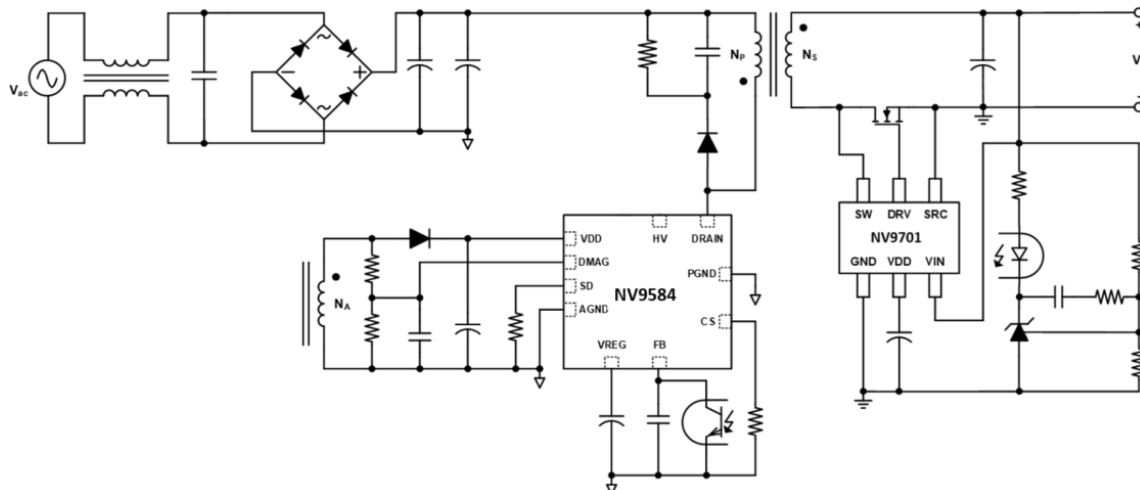 Vac
~
−
+
~
NP
NS
+
V
−
SW DRV SRC
NV9701
GND VDD VIN
VDD HV DRAIN
DMAG PGND
SD
NV9584
AGND CS
VREG FB
NA